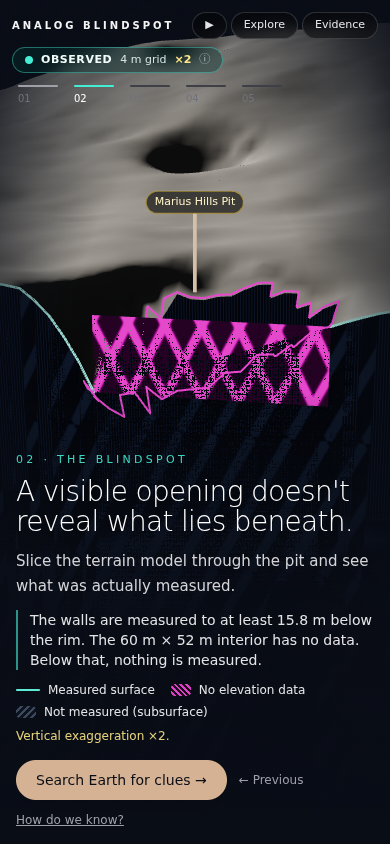 ANALOG BLINDSPOT ▶ Explore Evidence
OBSERVED 4 m grid ×2 ⓘ
01 02 04 05
Marius Hills Pit
02 · THE BLINDSPOT
A visible opening doesn't
reveal what lies beneath.
Slice the terrain model through the pit and see
what was actually measured.
The walls are measured to at least 15.8 m below
the rim. The 60 m × 52 m interior has no data.
Below that, nothing is measured.
Measured surface No elevation data
Not measured (subsurface)
Vertical exaggeration ×2.
Search Earth for clues → ← Previous
How do we know?